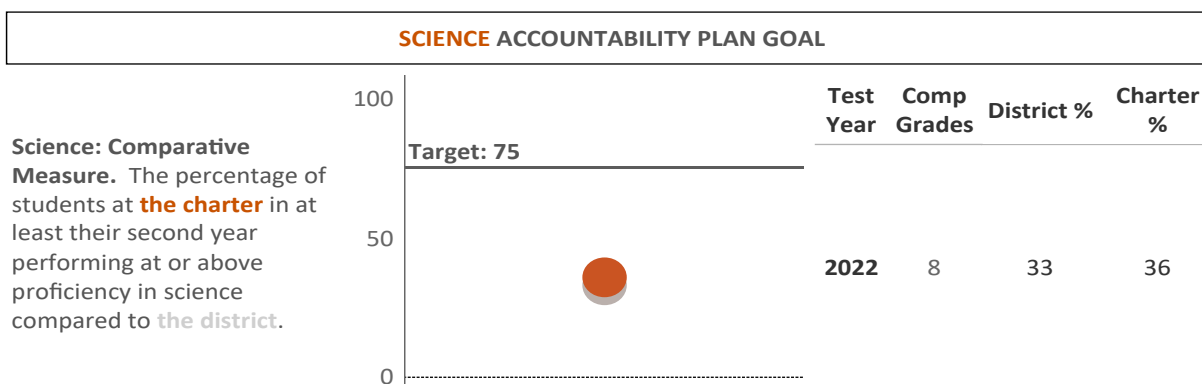 SCIENCE ACCOUNTABILITY PLAN GOAL
Science: Comparative
Measure. The percentage of
students at the charter in at
least their second year
performing at or above
proficiency in science
compared to the district.
100
Target: 75
50
0
Test Year Comp Grades District % Charter %
2022 8 33 36